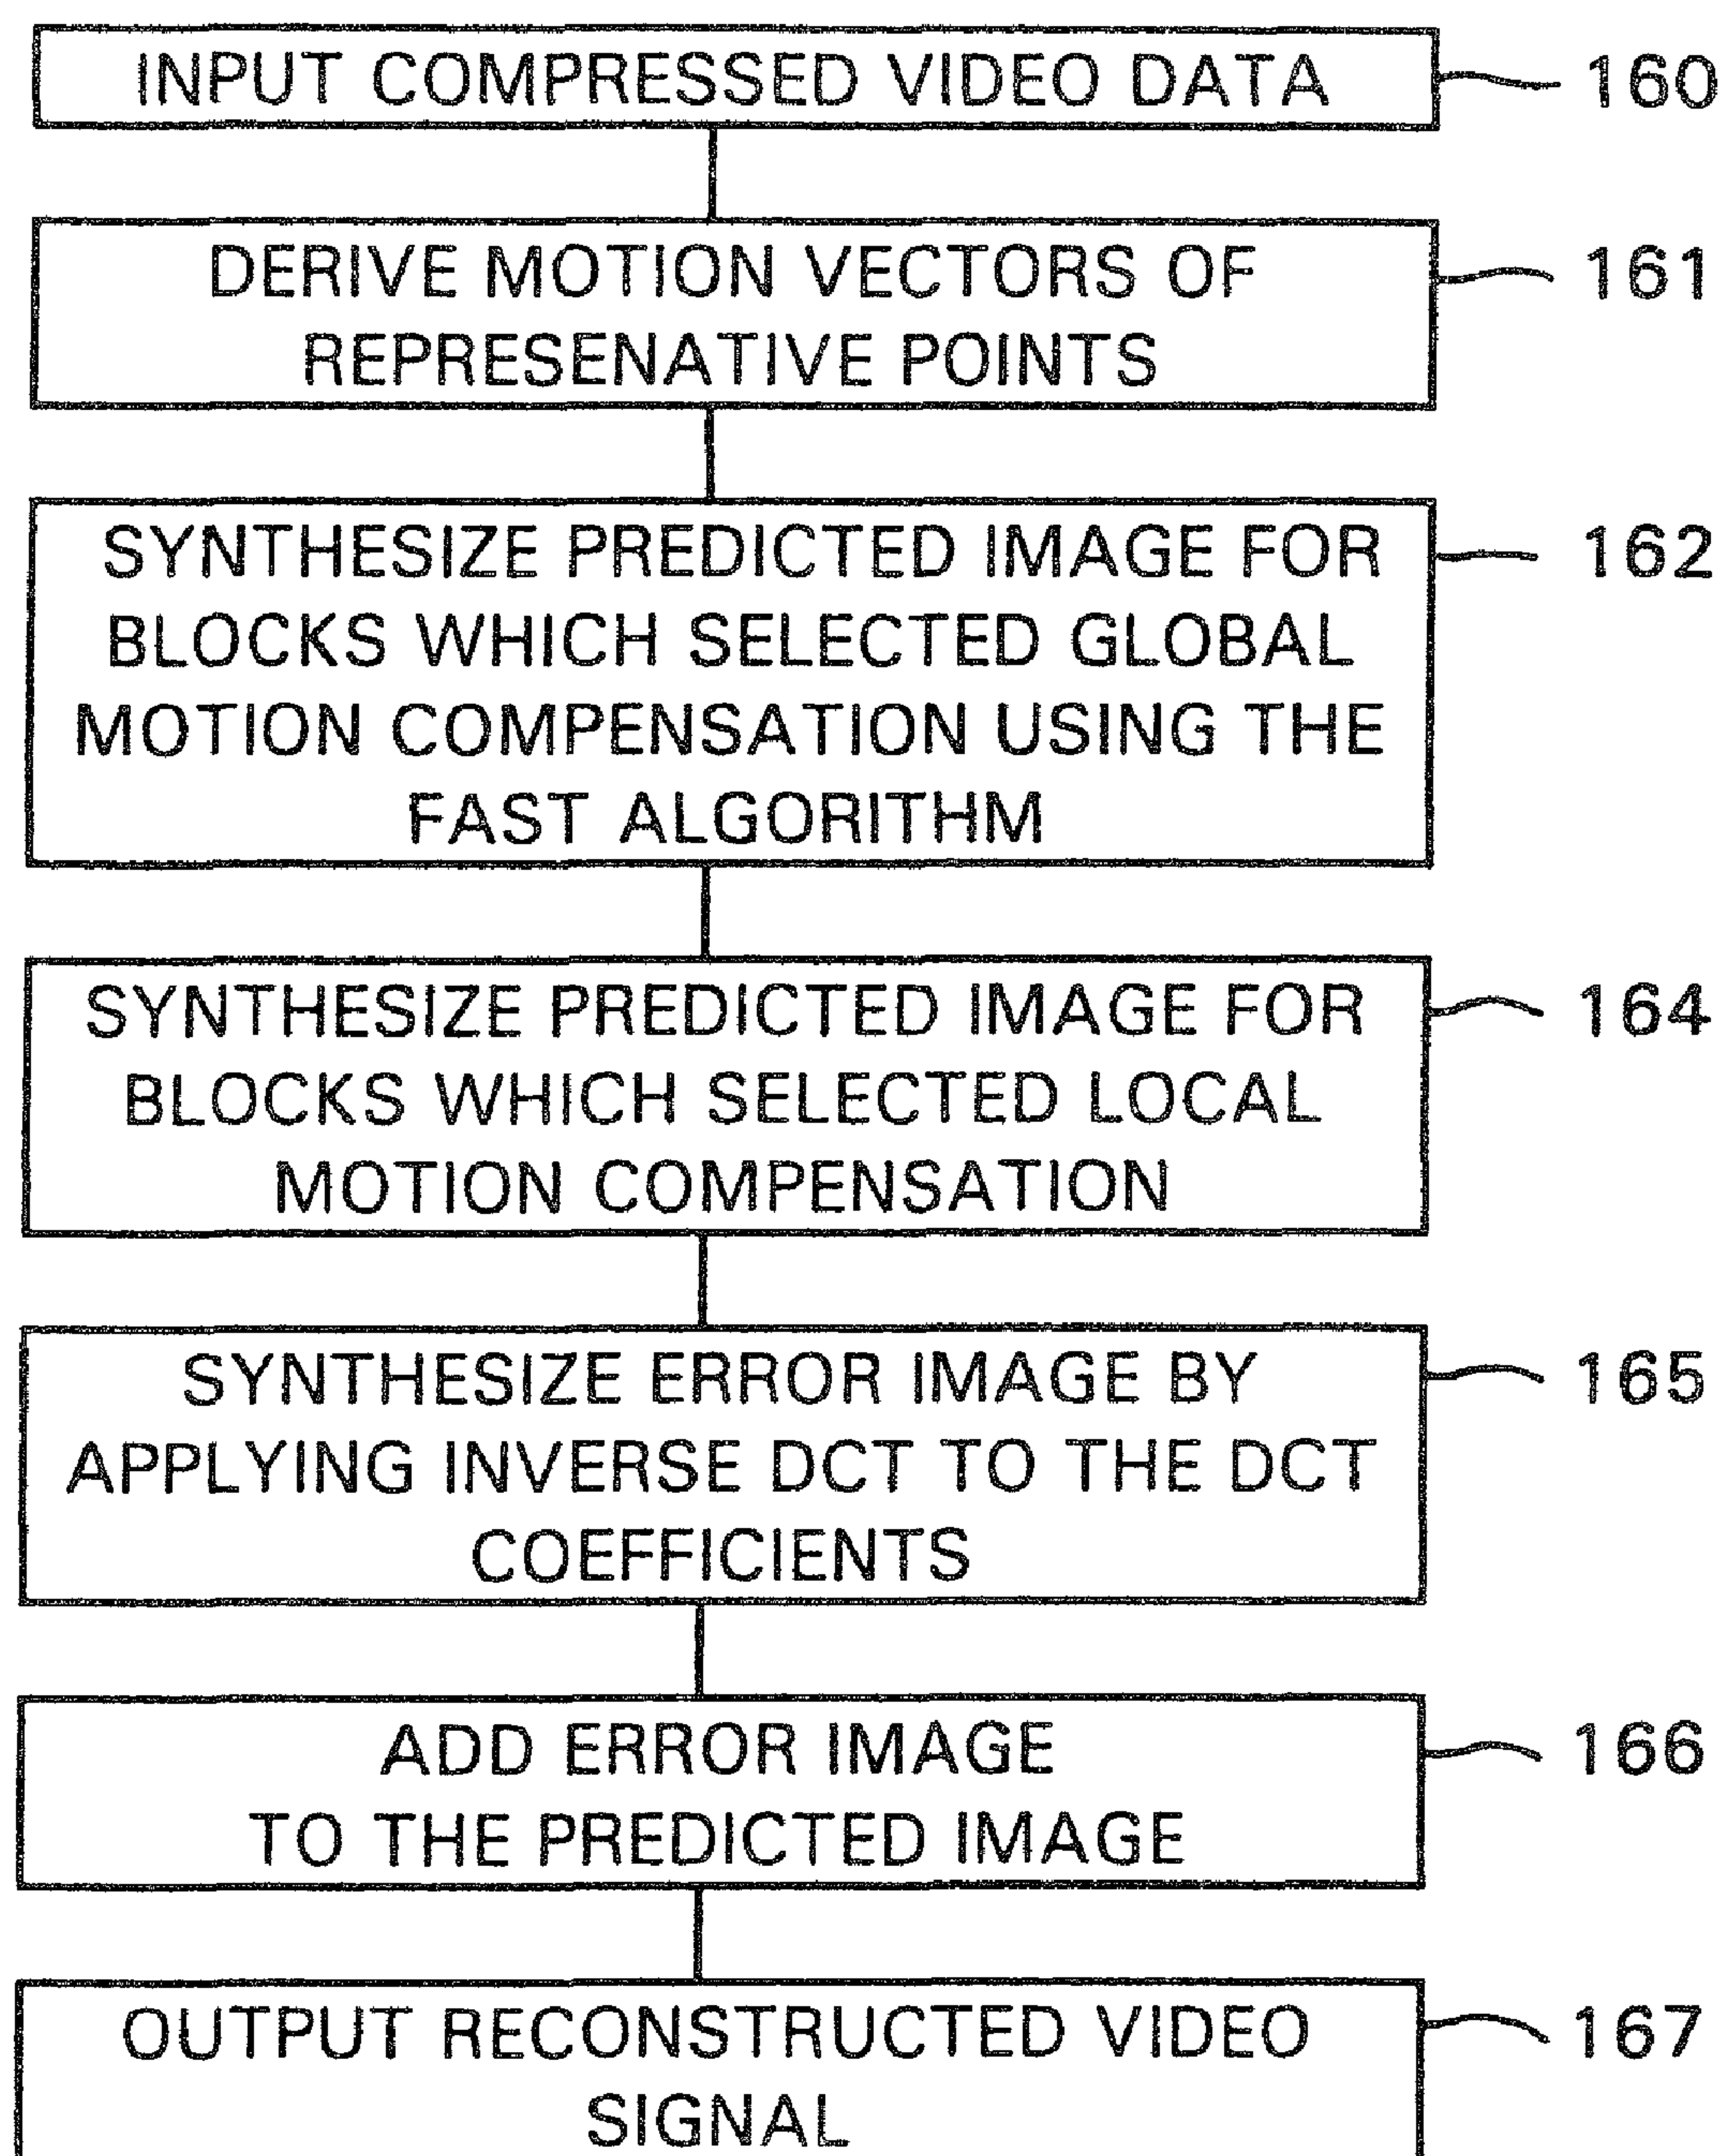 INPUT COMPRESSED VIDEO DATA 160
DERIVE MOTION VECTORS OF 161
REPRESENATIVE POINTS
SYNTHESIZE PREDICTED IMAGE FOR 162
BLOCKS WHICH SELECTED GLOBAL
MOTION COMPENSATION USING THE
FAST ALGORITHM
SYNTHESIZE PREDICTED IMAGE FOR 164
BLOCKS WHICH SELECTED LOCAL
MOTION COMPENSATION
SYNTHESIZE ERROR IMAGE BY 165
APPLYING INVERSE DCT TO THE DCT
COEFFICIENTS
ADD ERROR IMAGE 166
TO THE PREDICTED IMAGE
OUTPUT RECONSTRUCTED VIDEO 167
SIGNAL